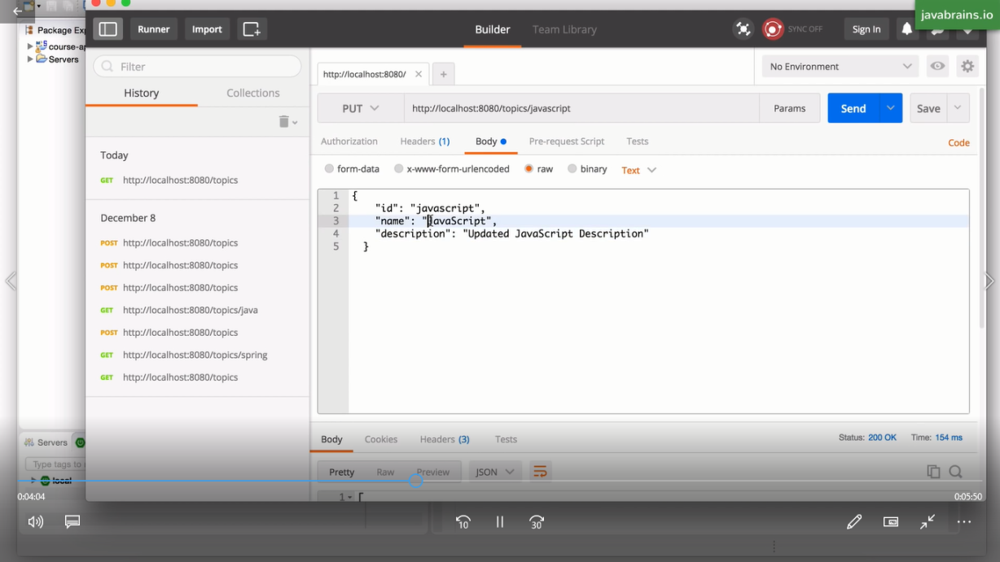 javabrains.io
Package Exp
course-ap
Servers
Runner
Import
Builder
Team Library
SYNC OFF
Sign In
Filter
History
Collections
Today
GET http://localhost:8080/topics
December 8
POST http://localhost:8080/topics
POST http://localhost:8080/topics
POST http://localhost:8080/topics
GET http://localhost:8080/topics/java
POST http://localhost:8080/topics
GET http://localhost:8080/topics/spring
GET http://localhost:8080/topics
http://localhost:8080/
No Environment
PUT
http://localhost:8080/topics/javascript
Params
Send
Save
Authorization
Headers (1)
Body
Pre-request Script
Tests
Code
form-data
x-www-form-urlencoded
raw
binary
Text
1 {
2 "id": "javascript",
3 "name": "JavaScript",
4 "description": "Updated JavaScript Description"
5 }
Body
Cookies
Headers (3)
Tests
Status: 200 OK
Time: 154 ms
Pretty
Raw
Preview
JSON
1 [
Servers
Type tags to
local
0:04:04
0:05:50
10
30